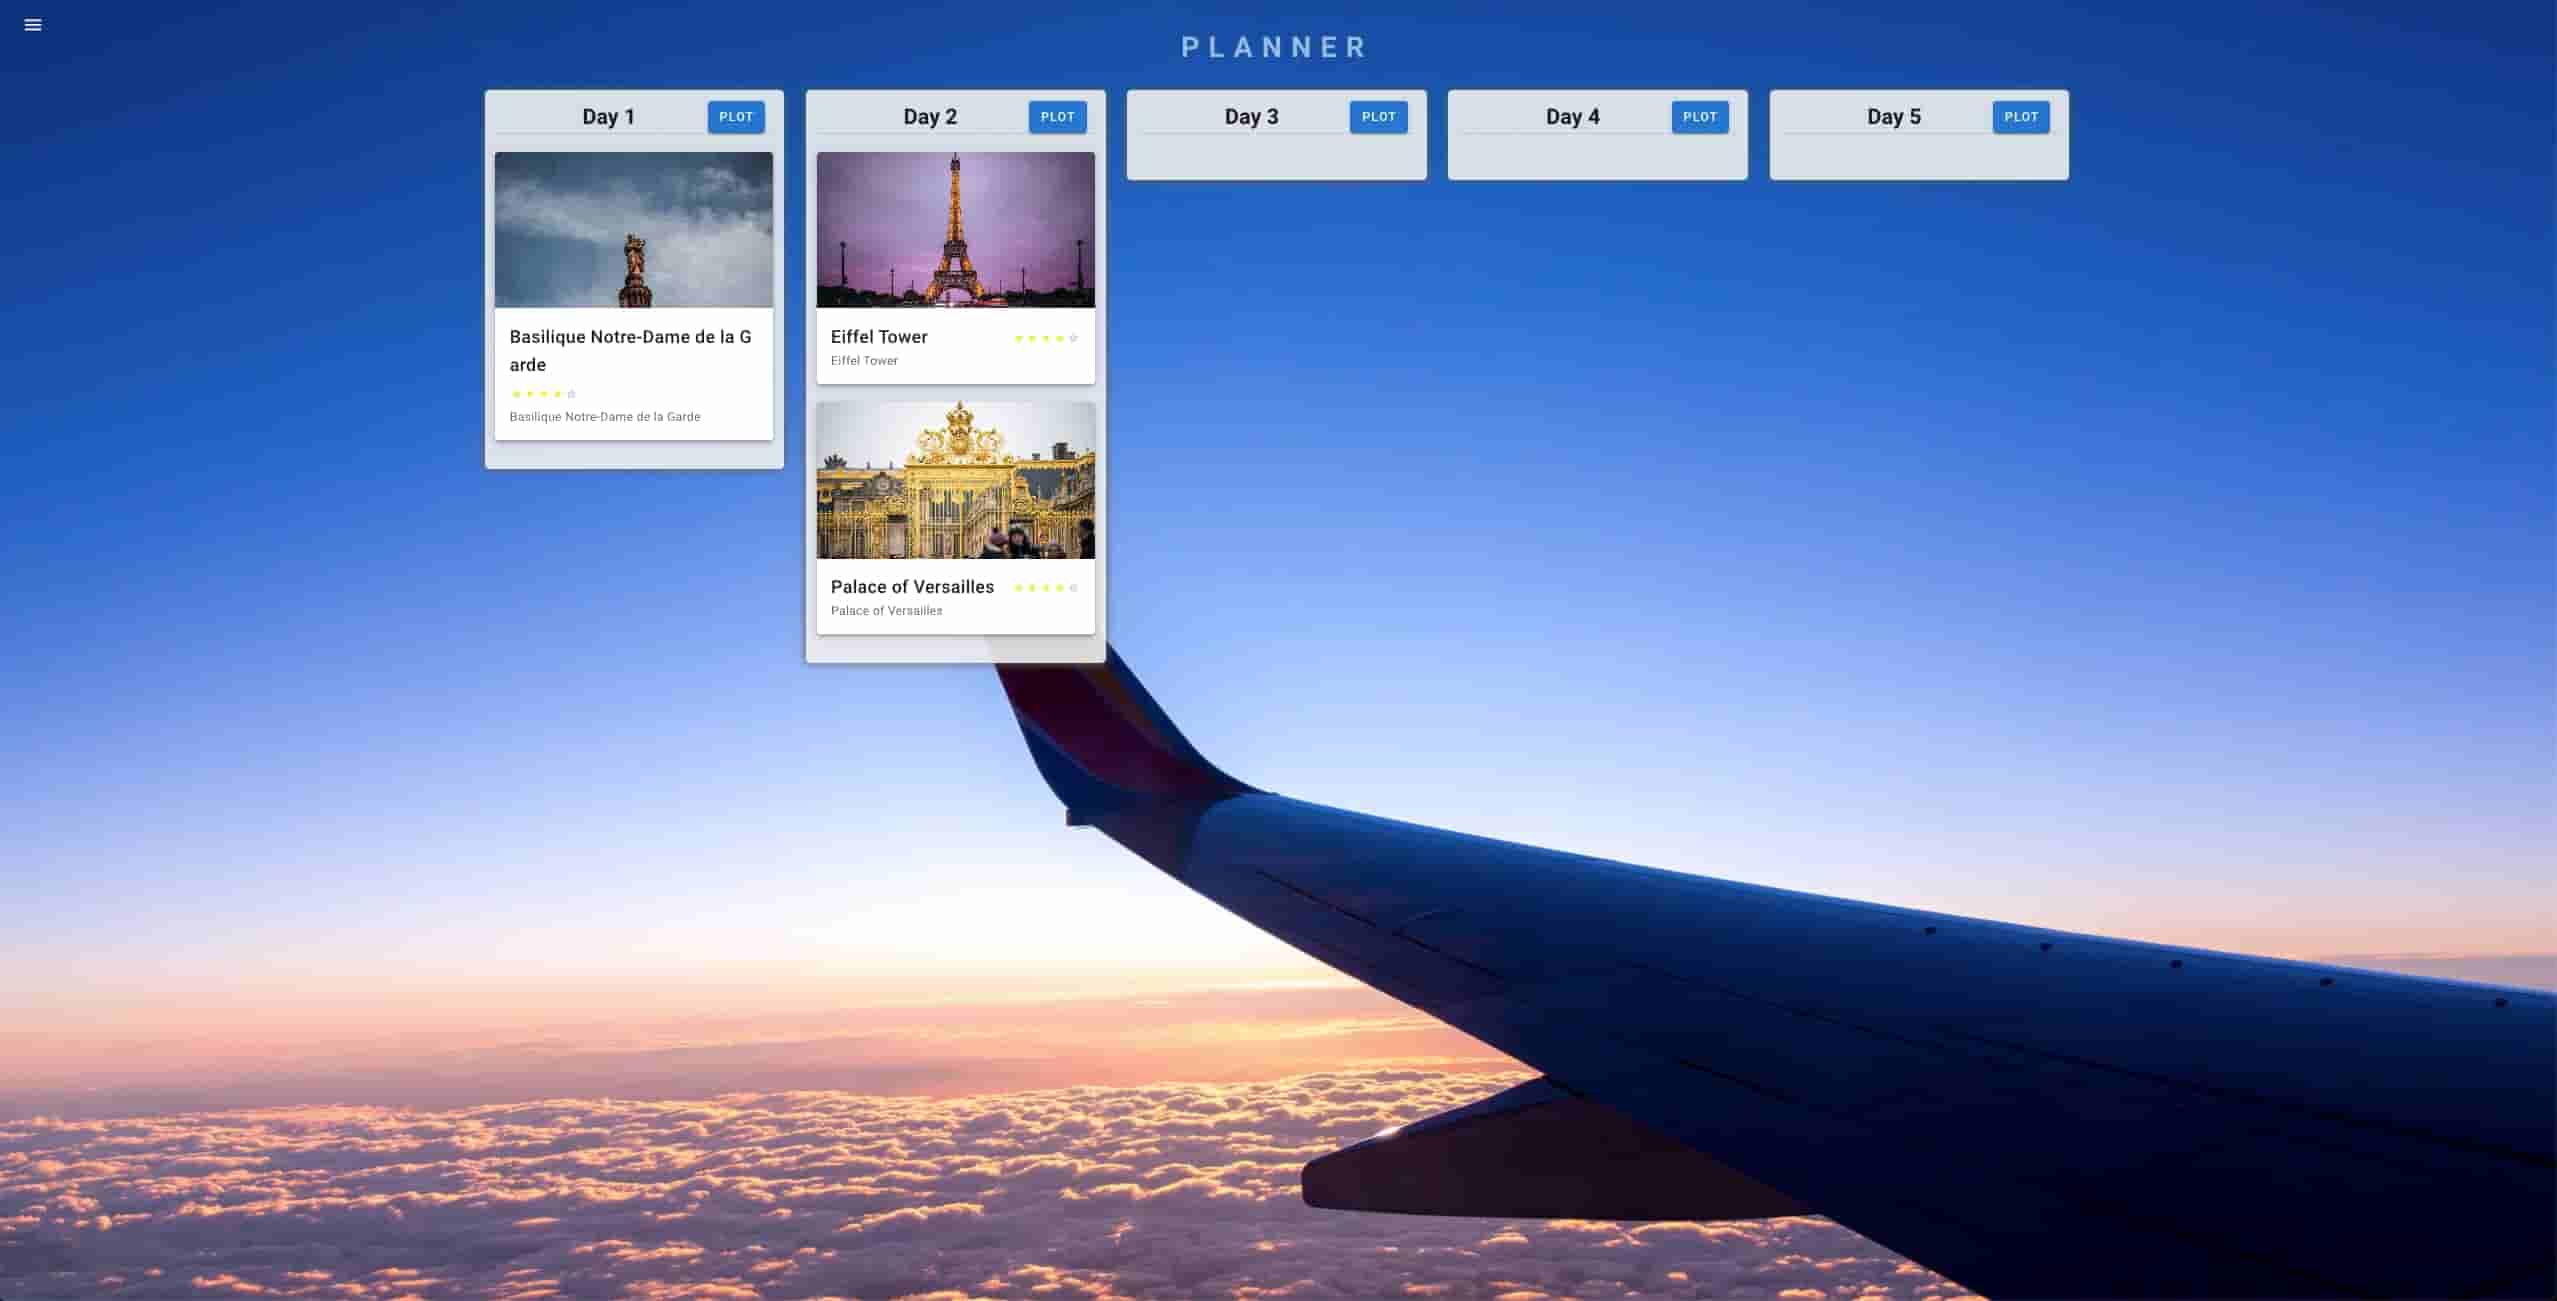 PLANNER
Day 1
PLOT
Basilique Notre-Dame de la G
arde
Basilique Notre-Dame de la Garde
Day 2
PLOT
Eiffel Tower
Eiffel Tower
Palace of Versailles
Palace of Versailles
Day 3
PLOT
Day 4
PLOT
Day 5
PLOT